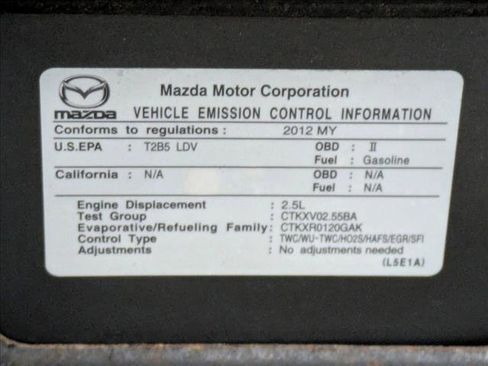 Mazda Motor Corporation
mazda VEHICLE EMISSION CONTROL INFORMATION
Conforms to regulations : 2012 MY
U.S.EPA : T2B5 LDV OBD : II
Fuel : Gasoline
California : N/A OBD : N/A
Fuel : N/A
Engine Displacement : 2.5L
Test Group : CTKXV02.55BA
Evaporative/Refueling Family: CTKXR0120GAK
Control Type : TWC/WU-TWC/HO2S/HAFS/EGR/SFI
Adjustments : No adjustments needed
(L5E1A)